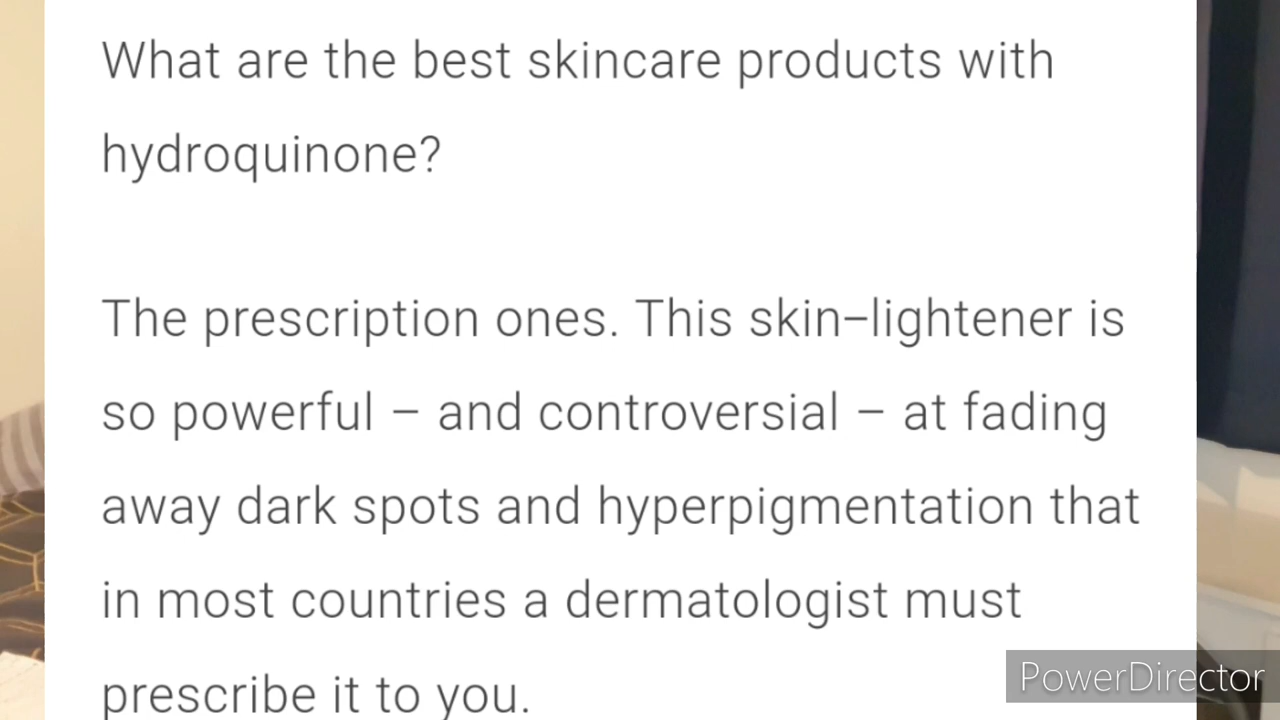 What are the best skincare products with
hydroquinone?
The prescription ones. This skin–lightener is
so powerful – and controversial – at fading
away dark spots and hyperpigmentation that
in most countries a dermatologist must
prescribe it to you.
PowerDirector